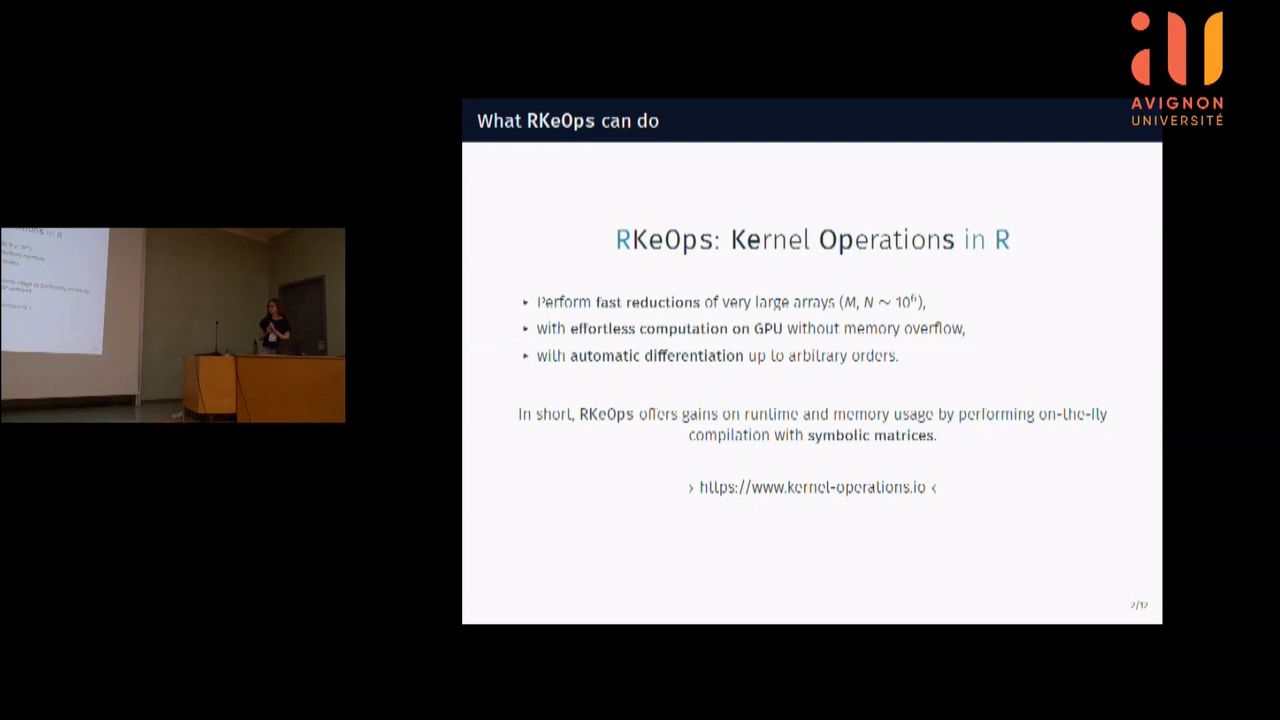 AVIGNON
UNIVERSITÉ
What RKeOps can do
RKeOps: Kernel Operations in R
▸ Perform fast reductions of very large arrays (M, N ∼ 10⁶),
▸ with effortless computation on GPU without memory overflow,
▸ with automatic differentiation up to arbitrary orders.
In short, RKeOps offers gains on runtime and memory usage by performing on-the-fly
compilation with symbolic matrices.
› https://www.kernel-operations.io ‹
2/12